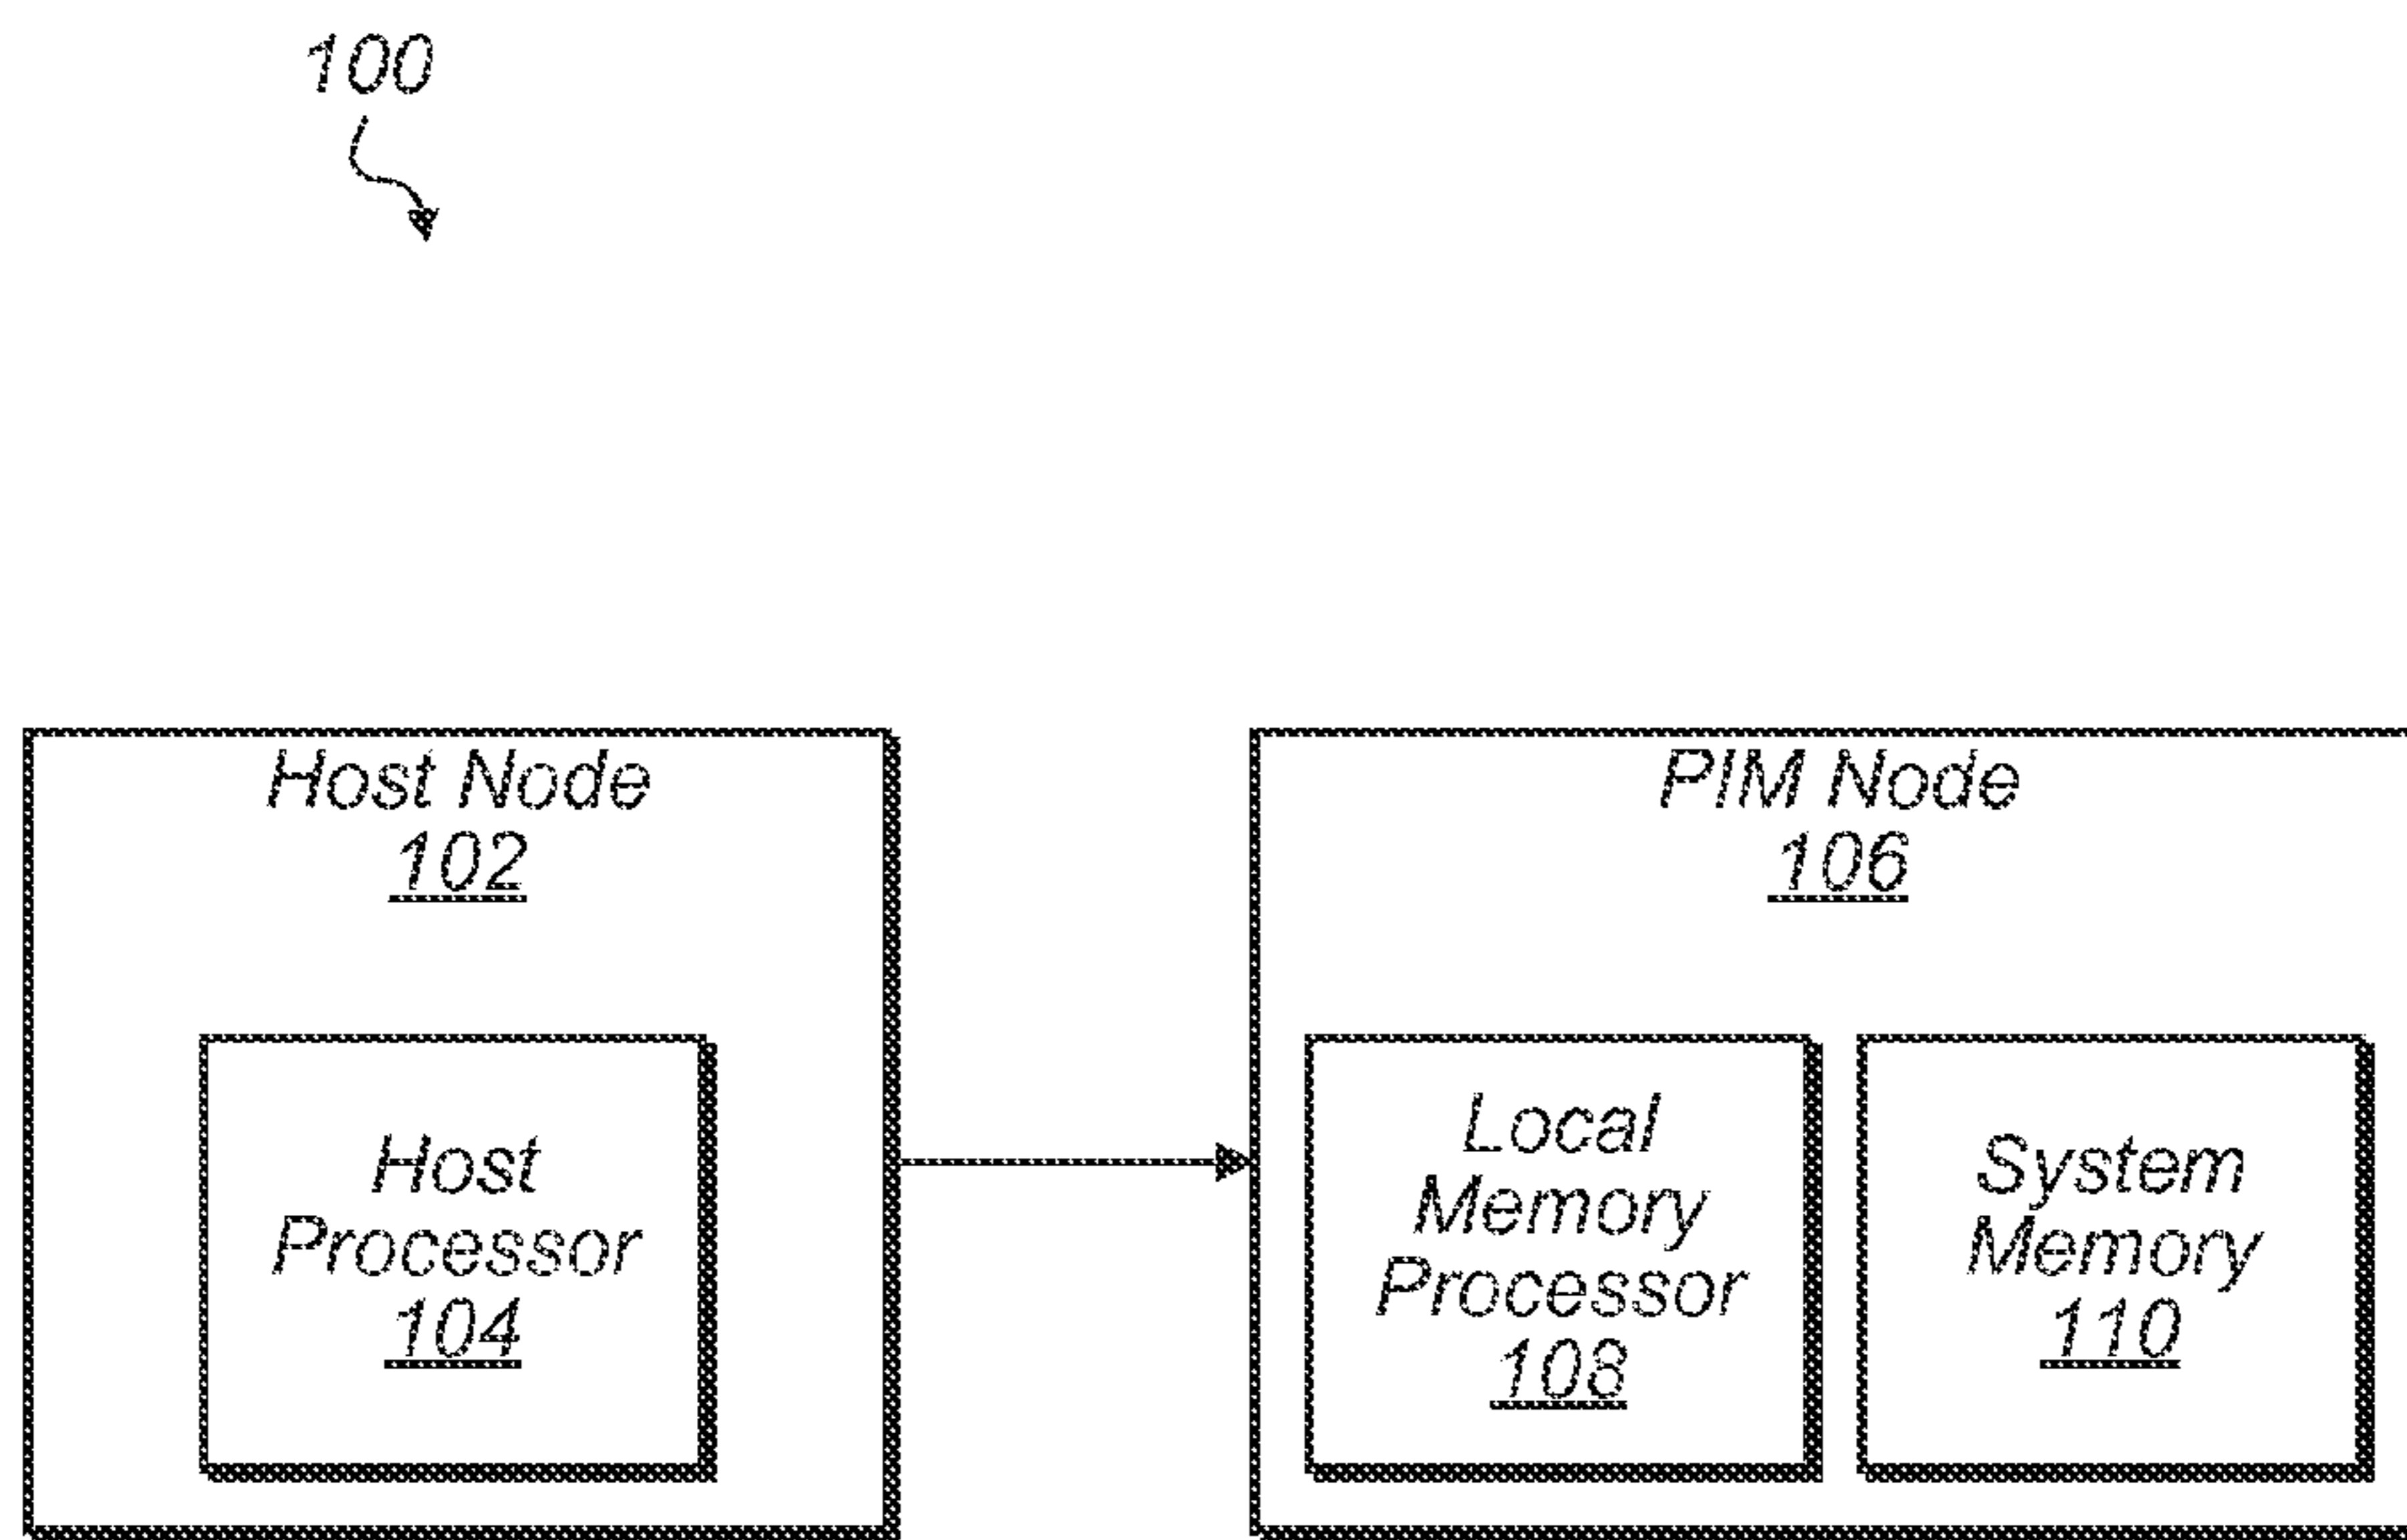 100
Host Node
102
Host
Processor
104
PIM Node
106
Local
Memory
Processor
108
System
Memory
110